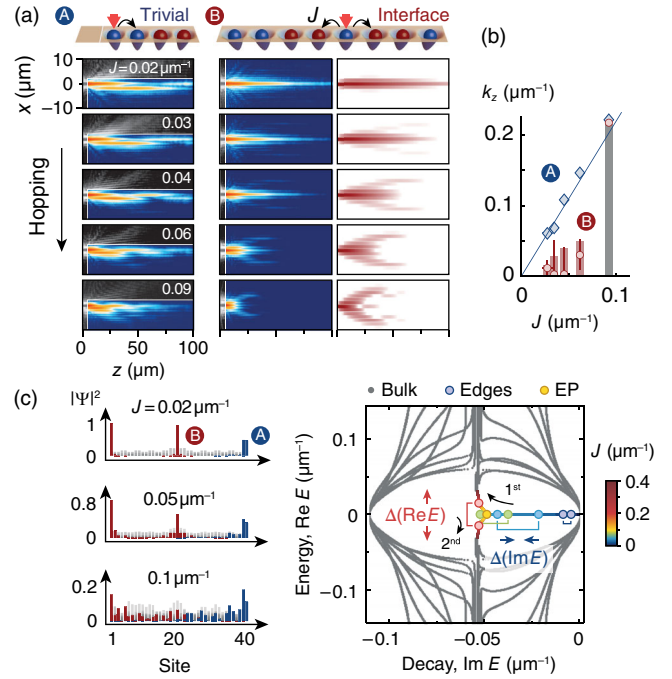 (a) A Trivial B J Interface
x (μm)
10
0
−10
J = 0.02 μm⁻¹
0.03
0.04
0.06
0.09
Hopping
0 50 100
z (μm)
(b)
k_z (μm⁻¹)
0.2
0.1
0
A
B
0 0.1
J (μm⁻¹)
(c)
|Ψ|²
J = 0.02 μm⁻¹
1
0
B
A
0.05 μm⁻¹
0.8
0
0.1 μm⁻¹
0.2
0
1 20 40
Site
Bulk Edges EP
Energy, Re E (μm⁻¹)
0.1
0
−0.1
1st
Δ(Re E)
2nd
Δ(Im E)
−0.1 −0.05 0
Decay, Im E (μm⁻¹)
J (μm⁻¹)
0.4
0.2
0